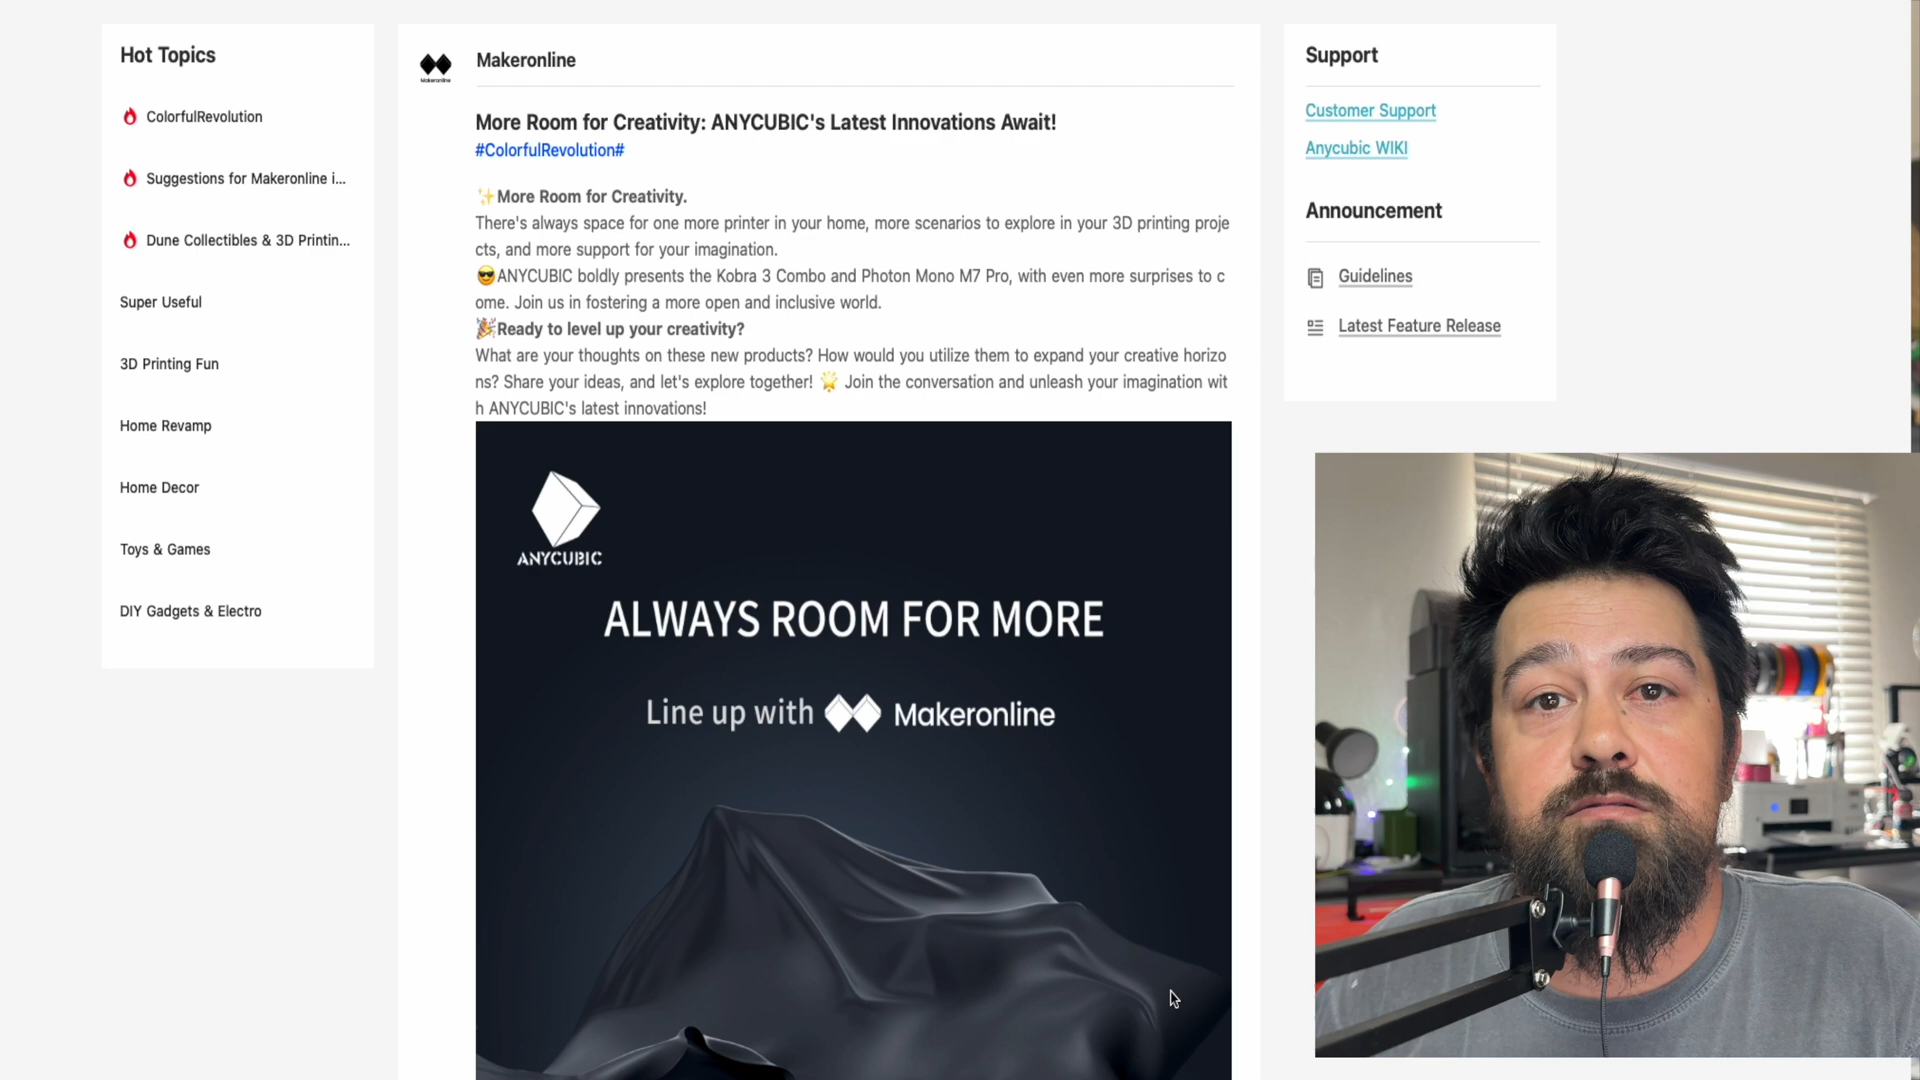 Hot Topics
ColorfulRevolution
Suggestions for Makeronline i...
Dune Collectibles & 3D Printin...
Super Useful
3D Printing Fun
Home Revamp
Home Decor
Toys & Games
DIY Gadgets & Electro
Makeronline
Makeronline
More Room for Creativity: ANYCUBIC's Latest Innovations Await!
#ColorfulRevolution#
✨More Room for Creativity.
There's always space for one more printer in your home, more scenarios to explore in your 3D printing proje
cts, and more support for your imagination.
😎ANYCUBIC boldly presents the Kobra 3 Combo and Photon Mono M7 Pro, with even more surprises to c
ome. Join us in fostering a more open and inclusive world.
🎉Ready to level up your creativity?
What are your thoughts on these new products? How would you utilize them to expand your creative horizo
ns? Share your ideas, and let's explore together! 🌟 Join the conversation and unleash your imagination wit
h ANYCUBIC's latest innovations!
ANYCUBIC
ALWAYS ROOM FOR MORE
Line up with Makeronline
Support
Customer Support
Anycubic WIKI
Announcement
Guidelines
Latest Feature Release